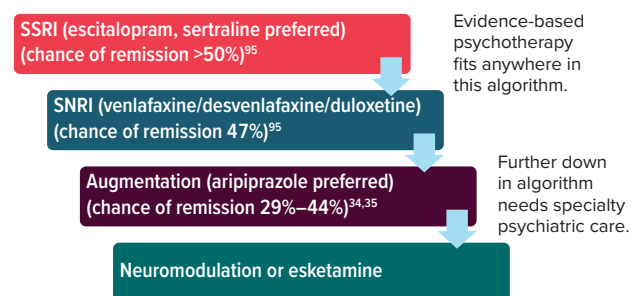 SSRI (escitalopram, sertraline preferred)
(chance of remission >50%)95
Evidence-based
psychotherapy
fits anywhere in
this algorithm.
SNRI (venlafaxine/desvenlafaxine/duloxetine)
(chance of remission 47%)95
Augmentation (aripiprazole preferred)
(chance of remission 29%–44%)34,35
Further down
in algorithm
needs specialty
psychiatric care.
Neuromodulation or esketamine